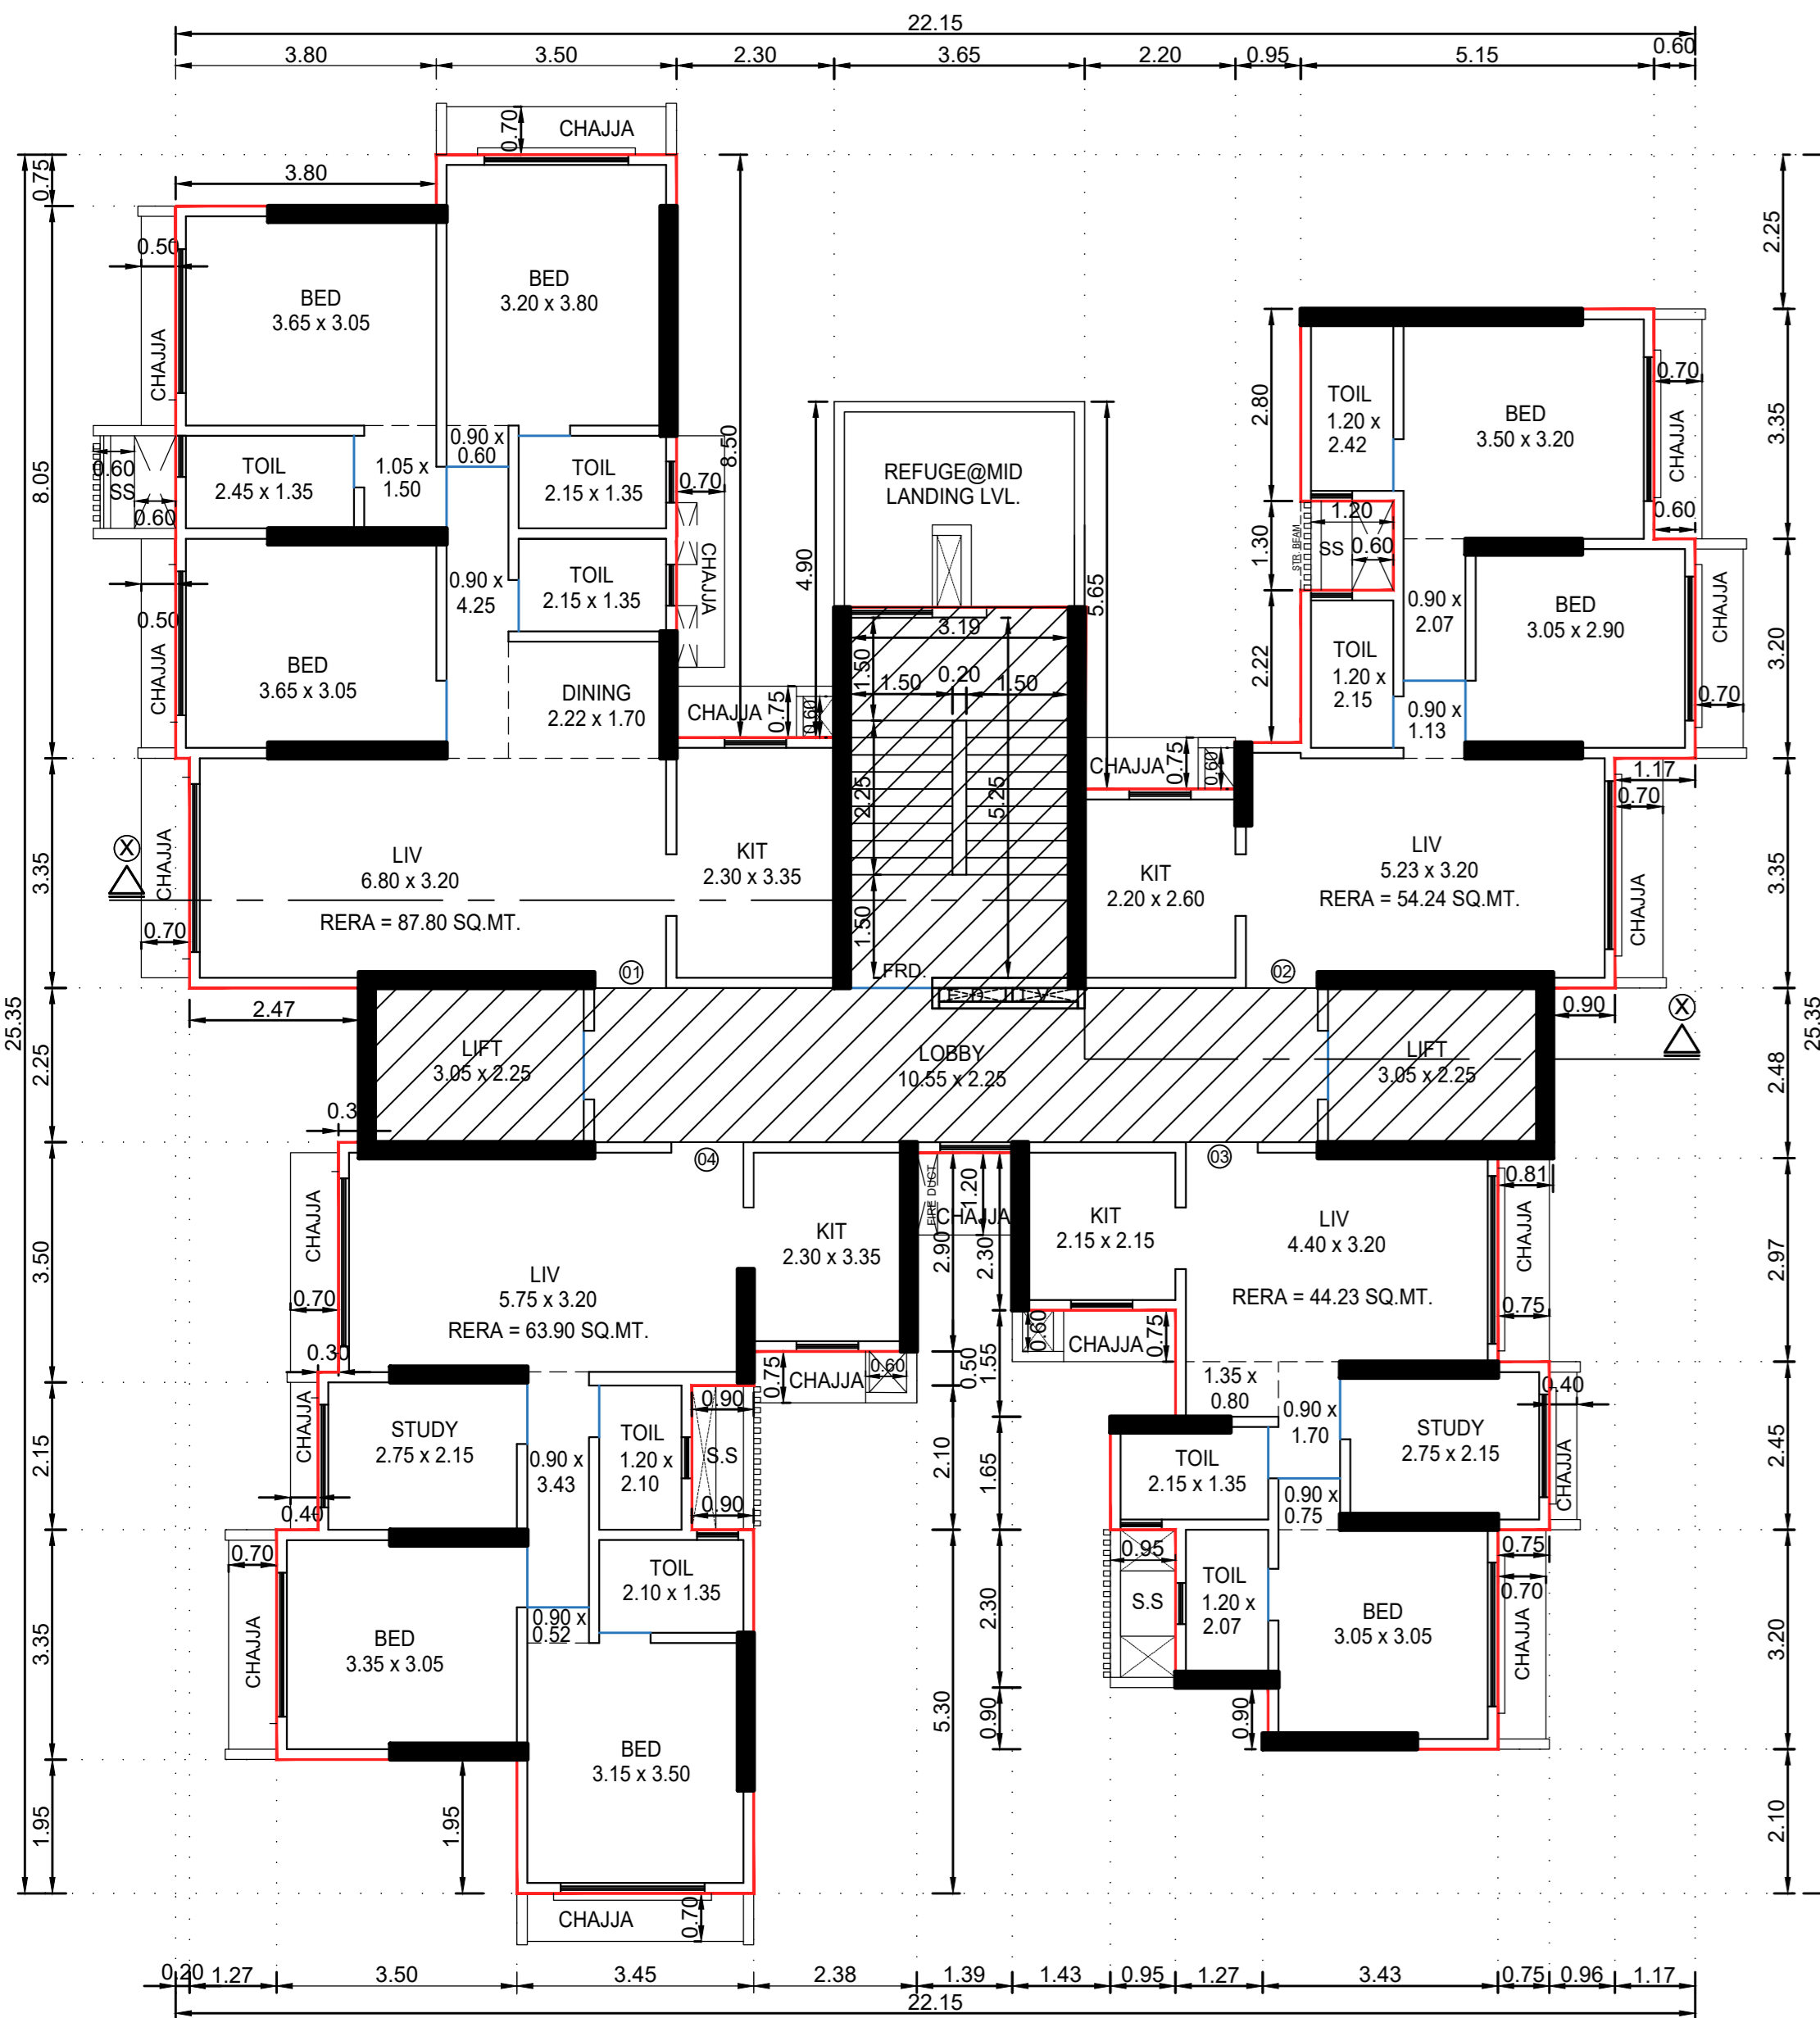 22.15
3.80
3.50
2.30
3.65
2.20
0.95
5.15
0.60
0.70
CHAJJA
0.75
3.80
2.25
0.50
BED
3.65 x 3.05
BED
3.20 x 3.80
CHAJJA
8.50
2.80
TOIL
1.20 x
2.42
BED
3.50 x 3.20
0.70
CHAJJA
3.35
8.05
0.60
SS
0.60
TOIL
2.45 x 1.35
1.05 x
1.50
0.90 x
0.60
TOIL
2.15 x 1.35
0.70
CHAJJA
REFUGE@MID
LANDING LVL.
4.90
5.65
1.20
1.30
STR. BEAM
SS
0.60
0.60
0.50
CHAJJA
BED
3.65 x 3.05
0.90 x
4.25
TOIL
2.15 x 1.35
DINING
2.22 x 1.70
CHAJJA
0.75
0.60
3.19
1.50
1.50
0.20
1.50
2.25
5.25
1.50
2.22
TOIL
1.20 x
2.15
0.90 x
2.07
0.90 x
1.13
BED
3.05 x 2.90
CHAJJA
0.70
3.20
CHAJJA
0.75
0.60
1.17
0.70
X
3.35
CHAJJA
0.70
LIV
6.80 x 3.20
RERA = 87.80 SQ.MT.
KIT
2.30 x 3.35
KIT
2.20 x 2.60
LIV
5.23 x 3.20
RERA = 54.24 SQ.MT.
CHAJJA
3.35
01
FRD.
02
25.35
2.25
2.47
LIFT
3.05 x 2.25
LOBBY
10.55 x 2.25
LIFT
3.05 x 2.25
0.90
X
2.48
25.35
0.3
04
03
3.50
CHAJJA
0.70
LIV
5.75 x 3.20
RERA = 63.90 SQ.MT.
KIT
2.30 x 3.35
FIRE DUCT
1.20
CHAJJA
2.90
2.30
KIT
2.15 x 2.15
LIV
4.40 x 3.20
RERA = 44.23 SQ.MT.
0.81
CHAJJA
0.75
2.97
0.30
0.75
CHAJJA
0.60
0.50
0.60
CHAJJA
0.75
1.55
2.15
CHAJJA
0.40
STUDY
2.75 x 2.15
0.90 x
3.43
TOIL
1.20 x
2.10
0.90
S.S
0.90
2.10
1.65
1.35 x
0.80
0.90 x
1.70
TOIL
2.15 x 1.35
0.90 x
0.75
STUDY
2.75 x 2.15
0.40
CHAJJA
2.45
3.35
0.70
CHAJJA
BED
3.35 x 3.05
0.90 x
0.52
TOIL
2.10 x 1.35
5.30
2.30
0.90
0.95
S.S
TOIL
1.20 x
2.07
0.90
BED
3.05 x 3.05
0.75
0.70
CHAJJA
3.20
1.95
1.95
BED
3.15 x 3.50
2.10
CHAJJA
0.70
0.20
1.27
3.50
3.45
2.38
1.39
1.43
0.95
1.27
3.43
0.75
0.96
1.17
22.15